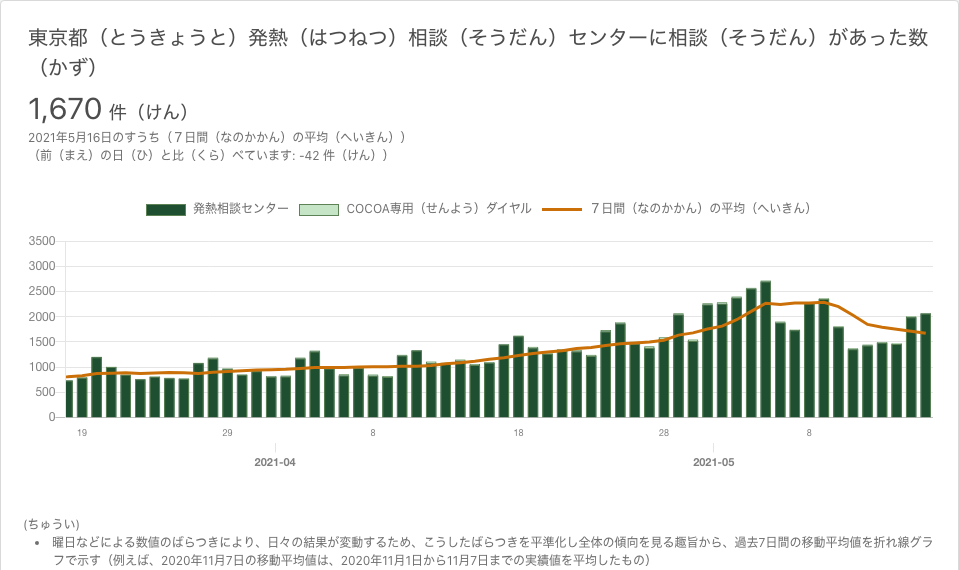 東京都（とうきょうと）発熱（はつねつ）相談（そうだん）センターに相談（そうだん）があった数
（かず）
1,670 件（けん）
2021年5月16日のすうち（７日間（なのかかん）の平均（へいきん））
（前（まえ）の日（ひ）と比（くら）べています: -42 件（けん））
発熱相談センター COCOA専用（せんよう）ダイヤル ７日間（なのかかん）の平均（へいきん）
3500
3000
2500
2000
1500
1000
500
0
19 29 8 18 28 8
2021-04 2021-05
(ちゅうい)
• 曜日などによる数値のばらつきにより、日々の結果が変動するため、こうしたばらつきを平準化し全体の傾向を見る趣旨から、過去7日間の移動平均値を折れ線グラ
フで示す（例えば、2020年11月7日の移動平均値は、2020年11月1日から11月7日までの実績値を平均したもの）